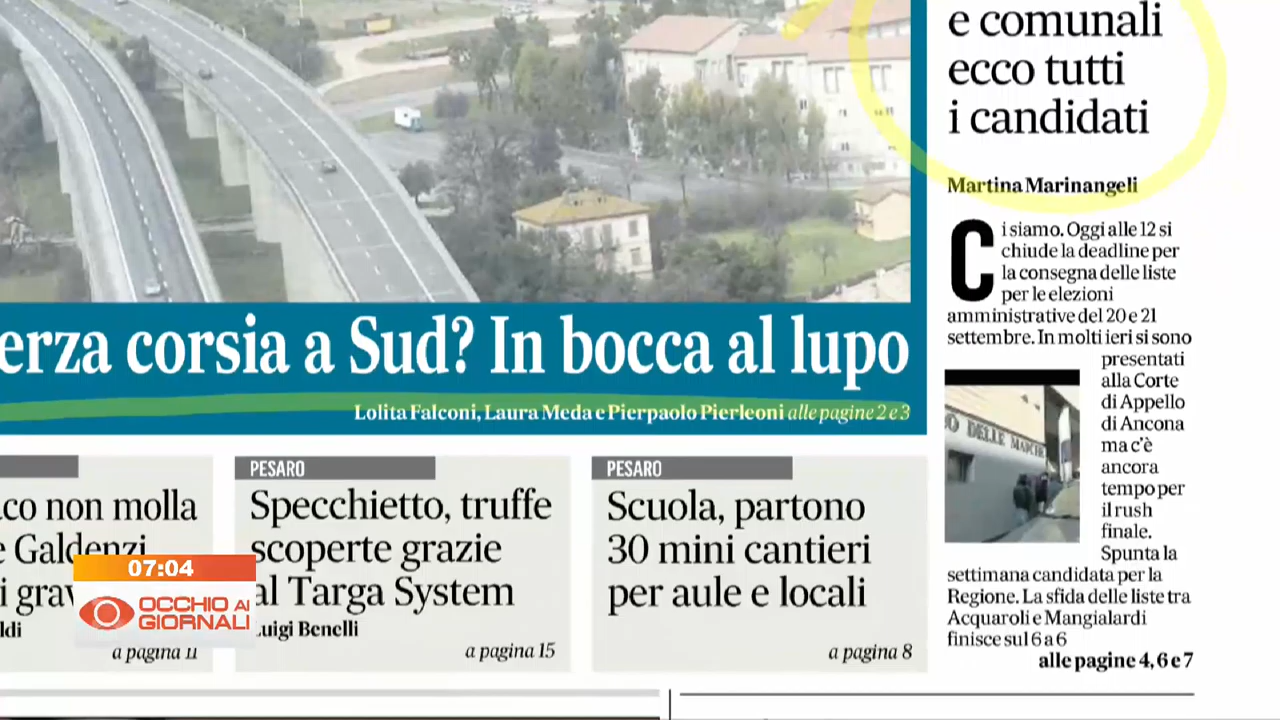 e comunali
ecco tutti
i candidati
Martina Marinangeli
Ci siamo. Oggi alle 12 si
chiude la deadline per
la consegna delle liste
per le elezioni
amministrative del 20 e 21
settembre. In molti ieri si sono
presentati
alla Corte
di Appello
di Ancona
ma c'è
ancora
tempo per
il rush
finale.
Spunta la
settimana candidata per la
Regione. La sfida delle liste tra
Acquaroli e Mangialardi
finisce sul 6 a 6
alle pagine 4, 6 e 7
DELLE MARCHE
erza corsia a Sud? In bocca al lupo
Lolita Falconi, Laura Meda e Pierpaolo Pierleoni alle pagine 2 e 3
co non molla
e Galdenzi
i grav
ldi
a pagina 11
PESARO
Specchietto, truffe
scoperte grazie
al Targa System
Luigi Benelli
a pagina 15
PESARO
Scuola, partono
30 mini cantieri
per aule e locali
a pagina 8
07:04
OCCHIO AI
GIORNALI